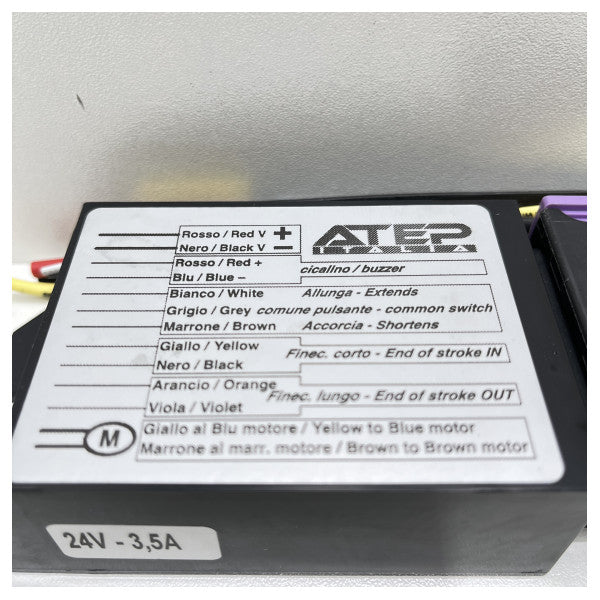 Rosso / Red V +
Nero / Black V -
ATEP
ITALIA
Rosso / Red +
Blu / Blue -
cicalino / buzzer
Bianco / White Allunga - Extends
Grigio / Grey comune pulsante - common switch
Marrone / Brown Accorcia - Shortens
Giallo / Yellow
Nero / Black
Finec. corto - End of stroke IN
Arancio / Orange
Viola / Violet
Finec. lungo - End of stroke OUT
M
Giallo al Blu motore / Yellow to Blue motor
Marrone al marr. motore / Brown to Brown motor
24V - 3,5A